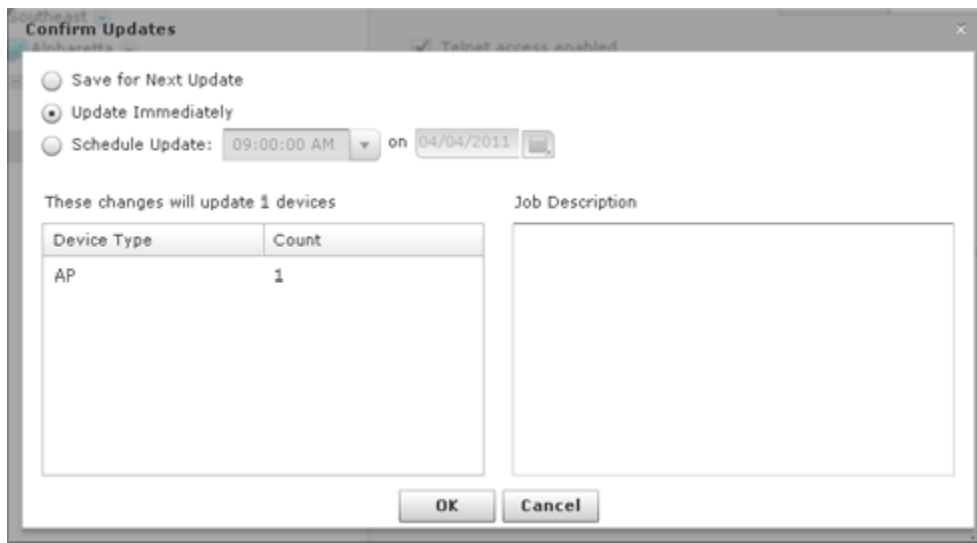 Southeast
Confirm Updates
Alpharetta
Telnet access enabled
Save for Next Update
Update Immediately
Schedule Update: 09:00:00 AM on 04/04/2011
These changes will update 1 devices
Job Description
Device Type Count
AP 1
OK Cancel